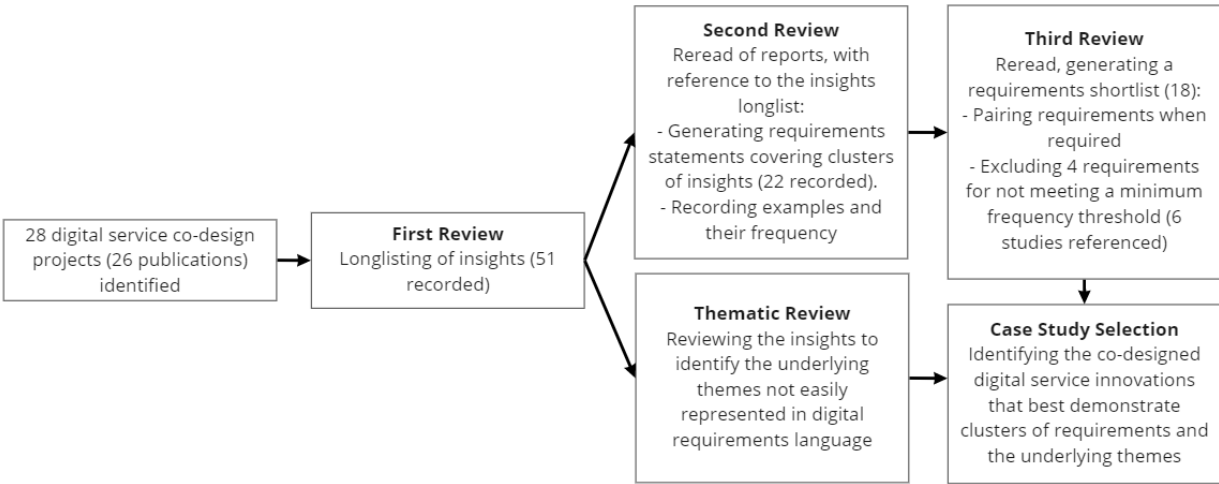 28 digital service co-design
projects (26 publications)
identified
First Review
Longlisting of insights (51
recorded)
Second Review
Reread of reports, with
reference to the insights
longlist:
- Generating requirements
statements covering clusters
of insights (22 recorded).
- Recording examples and
their frequency
Third Review
Reread, generating a
requirements shortlist (18):
- Pairing requirements when
required
- Excluding 4 requirements
for not meeting a minimum
frequency threshold (6
studies referenced)
Thematic Review
Reviewing the insights to
identify the underlying
themes not easily
represented in digital
requirements language
Case Study Selection
Identifying the co-designed
digital service innovations
that best demonstrate
clusters of requirements and
the underlying themes